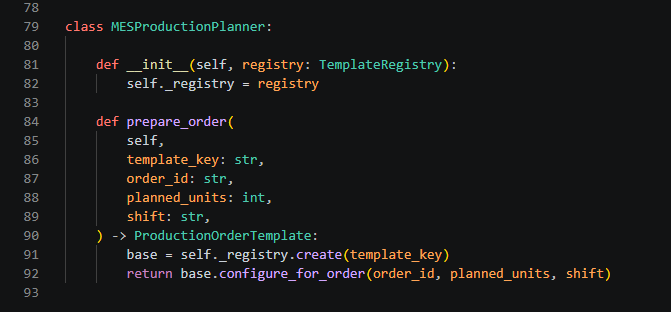 78
79 class MESProductionPlanner:
80
81     def __init__(self, registry: TemplateRegistry):
82         self._registry = registry
83
84     def prepare_order(
85         self,
86         template_key: str,
87         order_id: str,
88         planned_units: int,
89         shift: str,
90     ) -> ProductionOrderTemplate:
91         base = self._registry.create(template_key)
92         return base.configure_for_order(order_id, planned_units, shift)
93